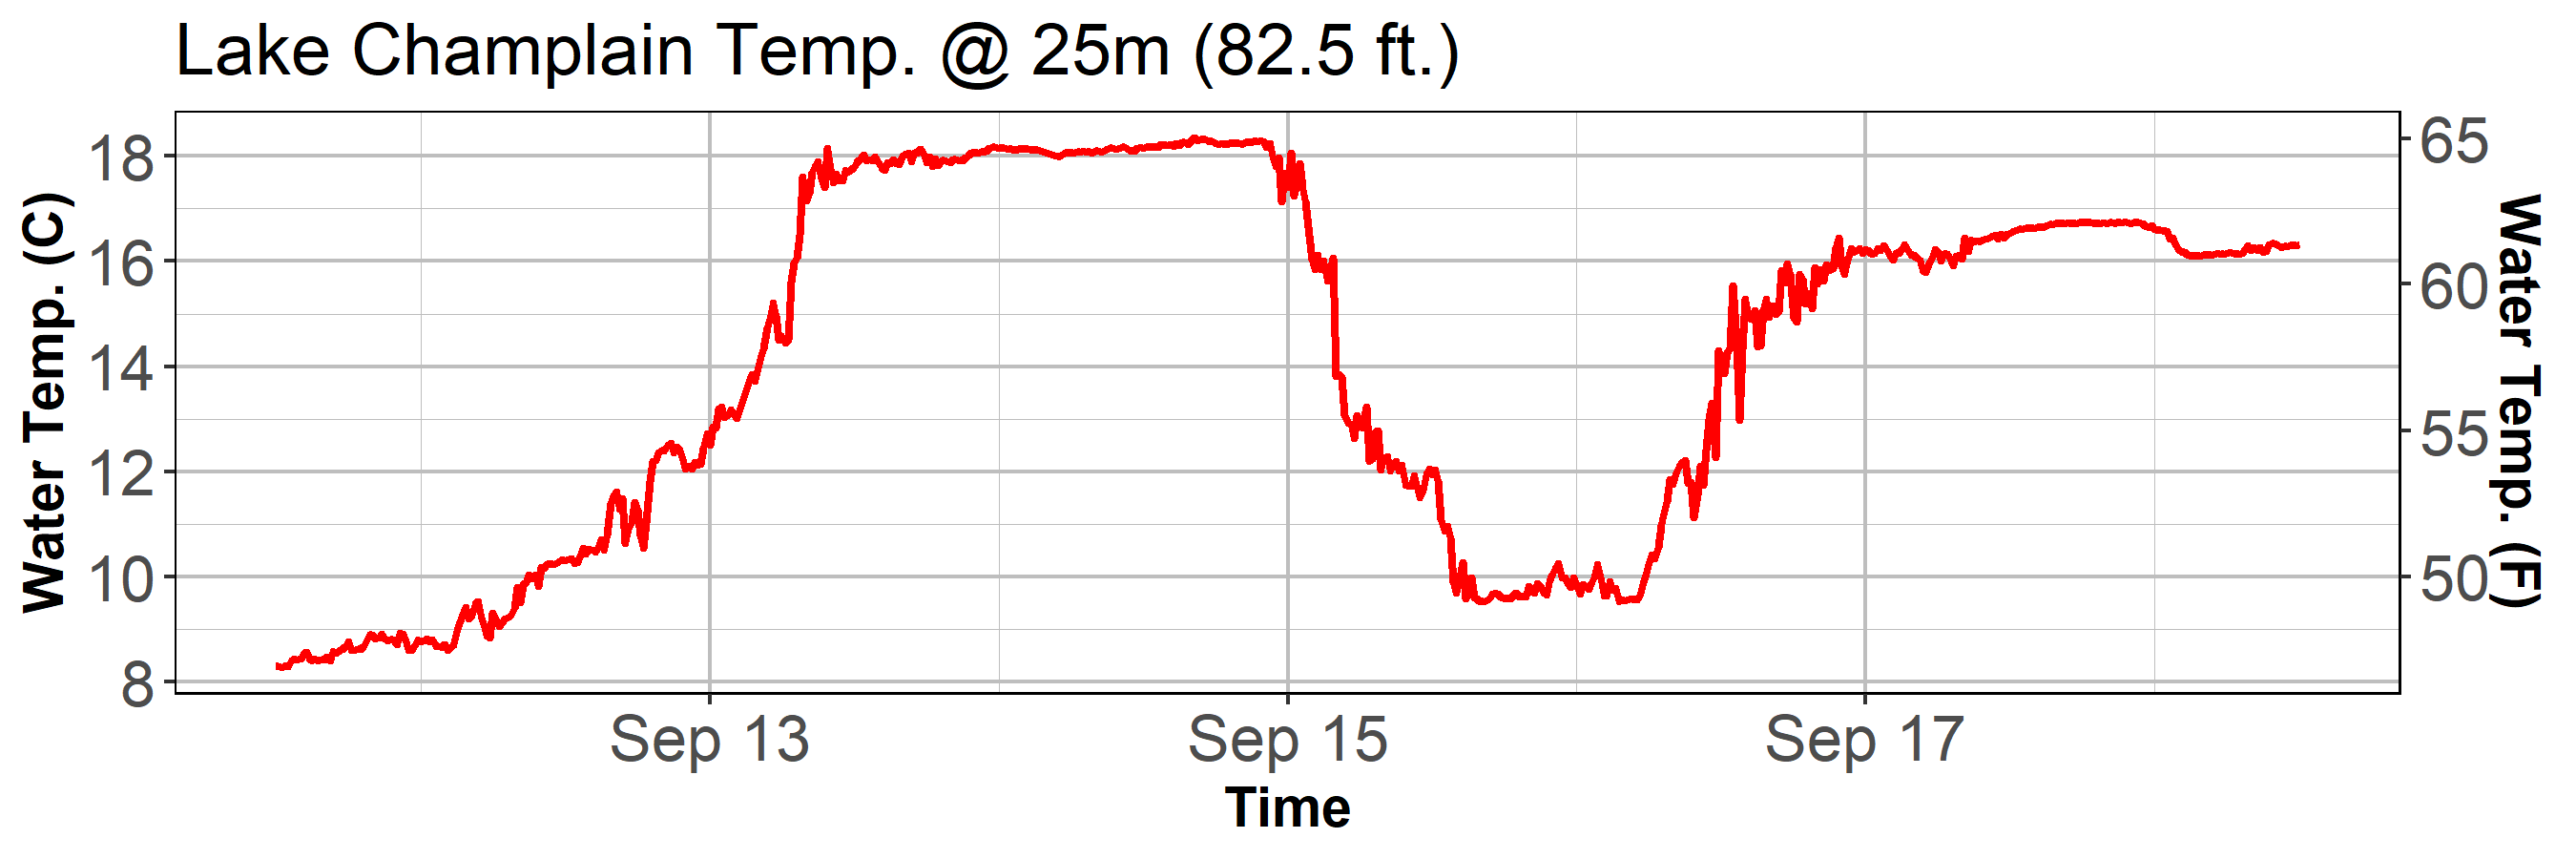 Lake Champlain Temp. @ 25m (82.5 ft.)
Water Temp. (C)
18
16
14
12
10
8
65
60
55
50
Water Temp. (F)
Sep 13
Sep 15
Sep 17
Time